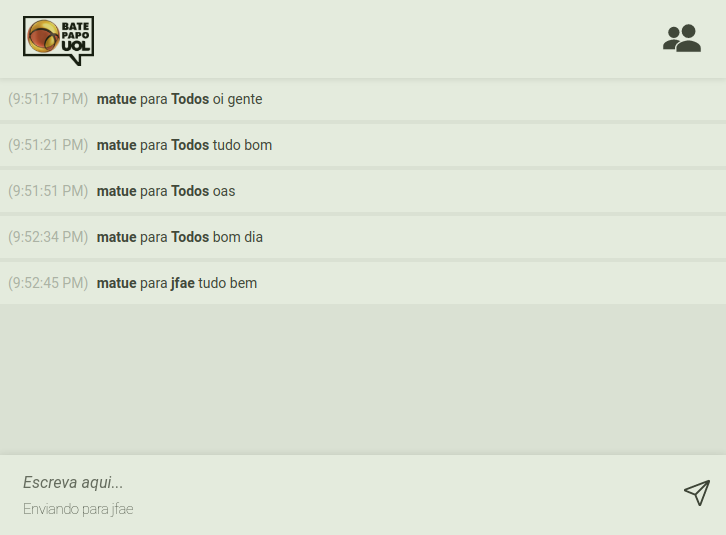 BATE
PAPO
UOL
(9:51:17 PM) matue para Todos oi gente
(9:51:21 PM) matue para Todos tudo bom
(9:51:51 PM) matue para Todos oas
(9:52:34 PM) matue para Todos bom dia
(9:52:45 PM) matue para jfae tudo bem
Escreva aqui...
Enviando para jfae